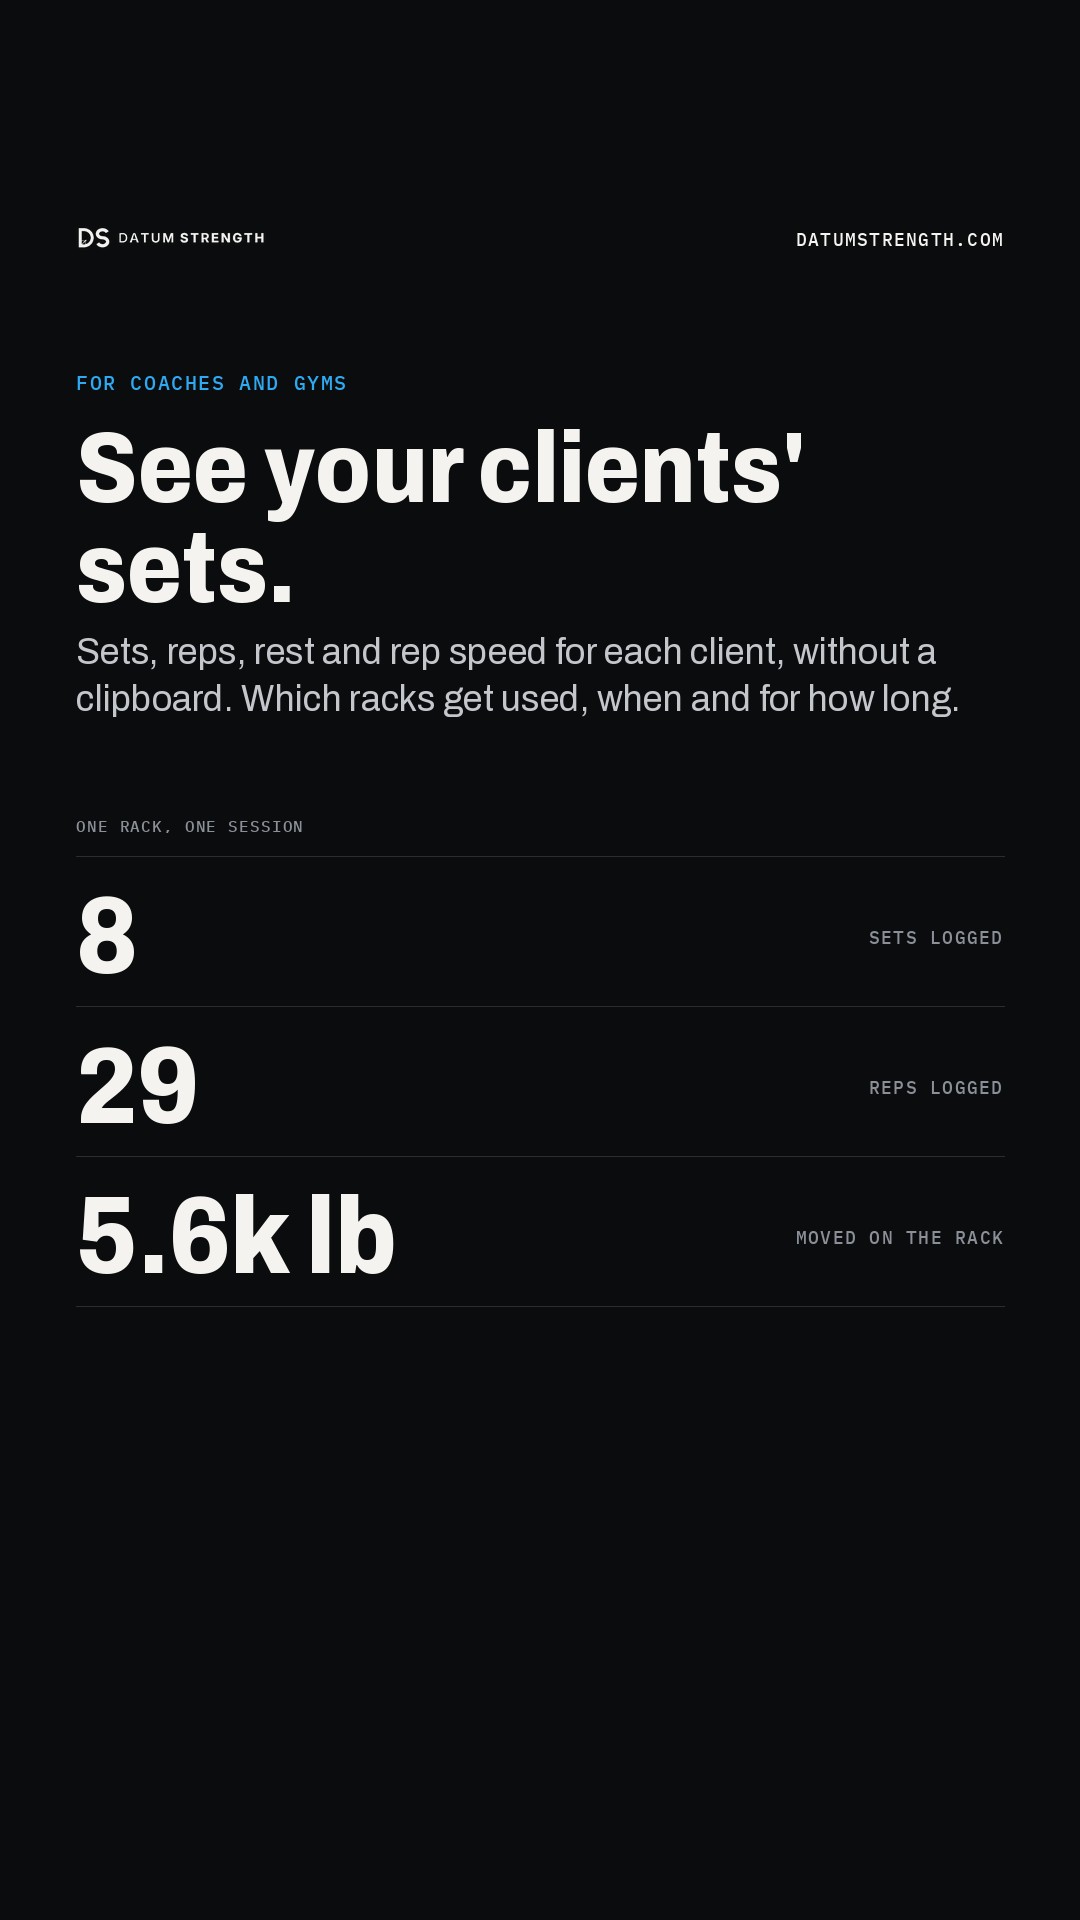 DS DATUM STRENGTH
DATUMSTRENGTH.COM
FOR COACHES AND GYMS
See your clients'
sets.
Sets, reps, rest and rep speed for each client, without a
clipboard. Which racks get used, when and for how long.
ONE RACK, ONE SESSION
8
SETS LOGGED
29
REPS LOGGED
5.6k lb
MOVED ON THE RACK